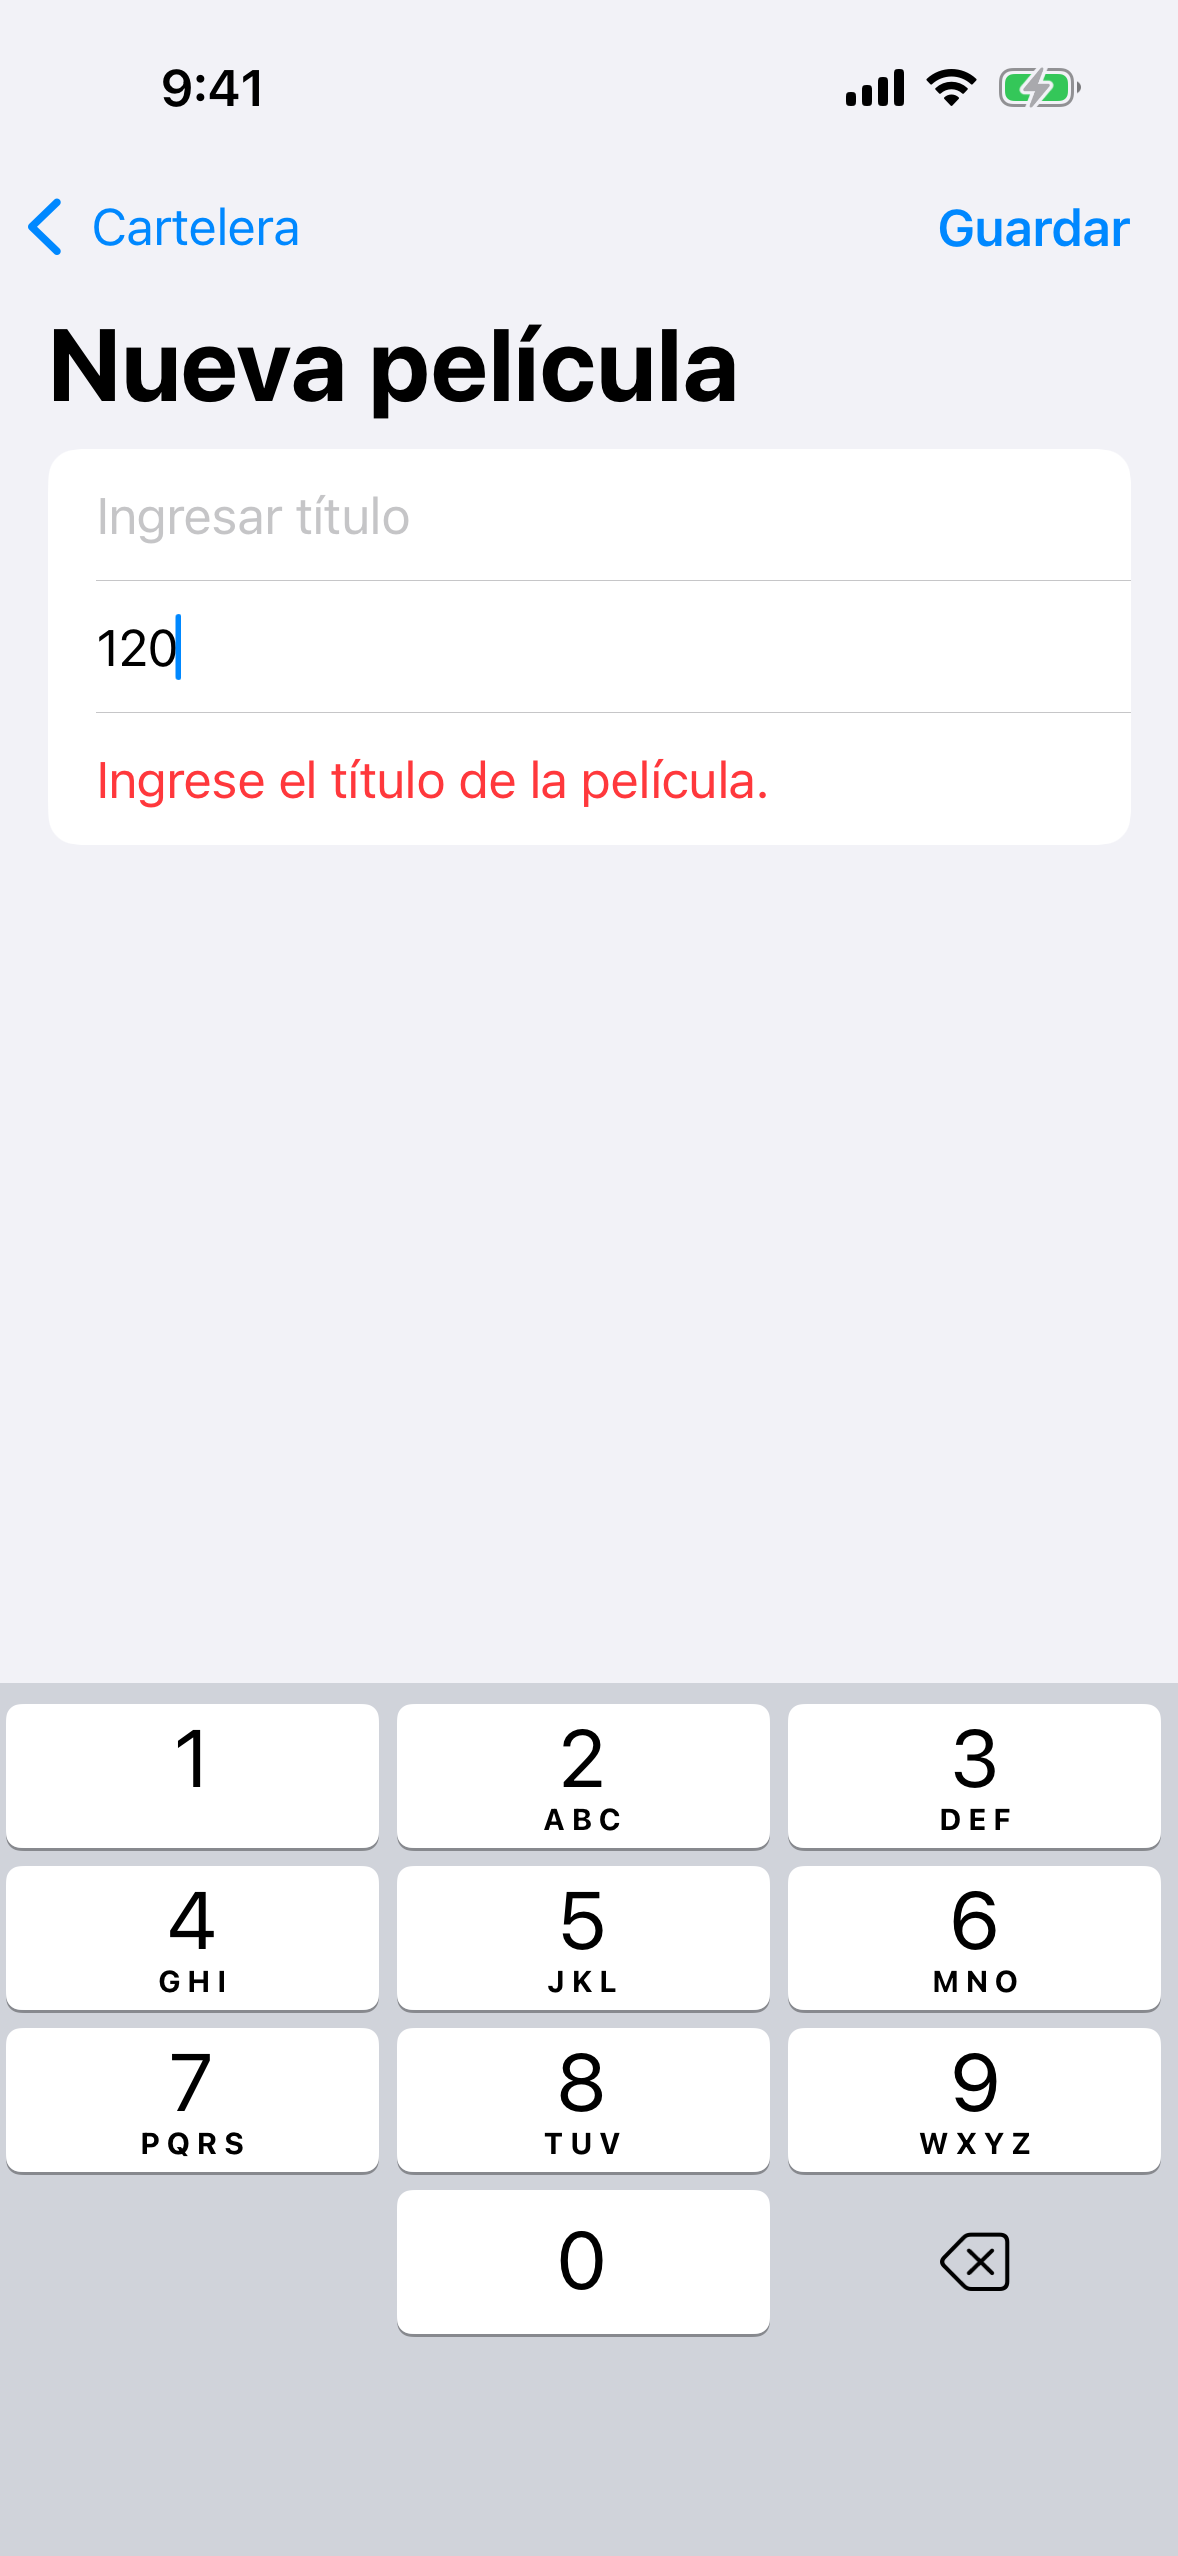 9:41
Cartelera
Guardar
Nueva película
Ingresar título
120
Ingrese el título de la película.
1
2
ABC
3
DEF
4
GHI
5
JKL
6
MNO
7
PQRS
8
TUV
9
WXYZ
0